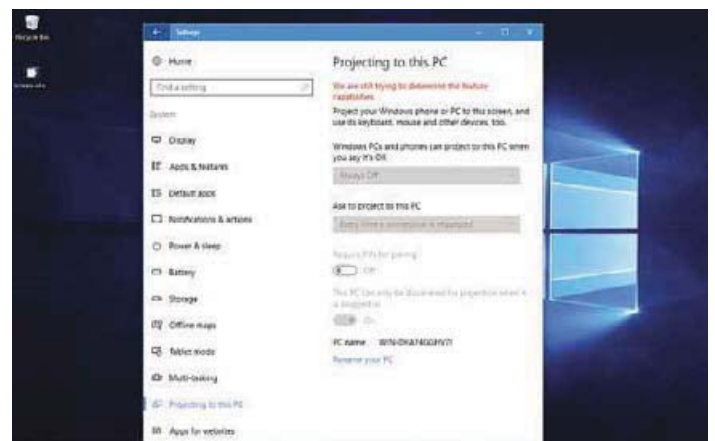 Recycle Bin
Settings
Home
Find a setting
System
Display
Apps & features
Default apps
Notifications & actions
Power & sleep
Battery
Storage
Offline maps
Tablet mode
Multi-tasking
Projecting to this PC
Apps for websites
Projecting to this PC
We are still trying to determine the feature
capabilities.
Project your Windows phone or PC to this screen, and
use its keyboard, mouse and other devices, too.
Windows PCs and phones can project to this PC when
you say it's OK
Always Off
Ask to project to this PC
Every time a connection is requested
Require PIN for pairing
Off
This PC can only be discovered for projection when it
is plugged in
On
PC name
Rename your PC